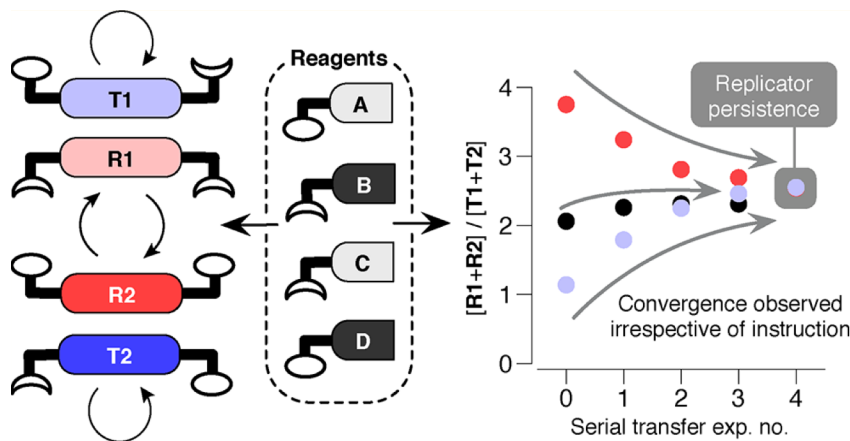 T1
R1
R2
T2
Reagents
A
B
C
D
[R1+R2] / [T1+T2]
4
3
2
1
0
Replicator
persistence
Convergence observed
irrespective of instruction
0 1 2 3 4
Serial transfer exp. no.